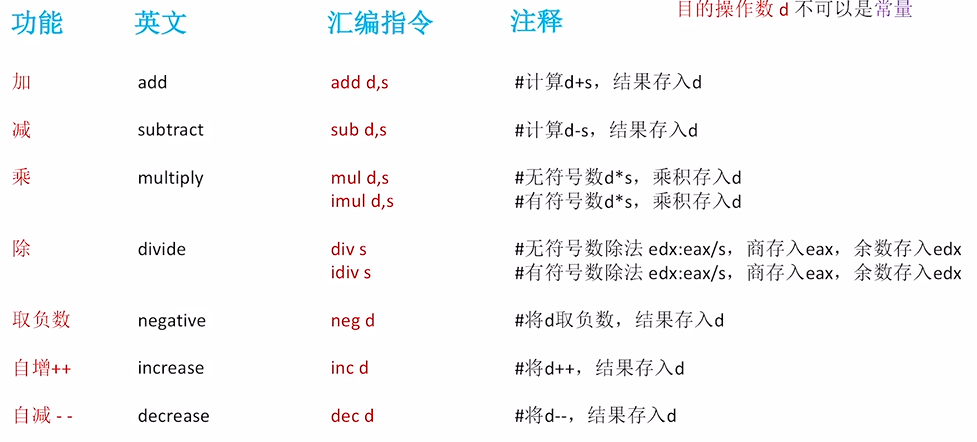 目的操作数 d 不可以是常量
功能 英文 汇编指令 注释
加 add add d,s #计算d+s，结果存入d
减 subtract sub d,s #计算d-s，结果存入d
乘 multiply mul d,s #无符号数d*s，乘积存入d
imul d,s #有符号数d*s，乘积存入d
除 divide div s #无符号数除法 edx:eax/s，商存入eax，余数存入edx
idiv s #有符号数除法 edx:eax/s，商存入eax，余数存入edx
取负数 negative neg d #将d取负数，结果存入d
自增++ increase inc d #将d++，结果存入d
自减 - - decrease dec d #将d--，结果存入d